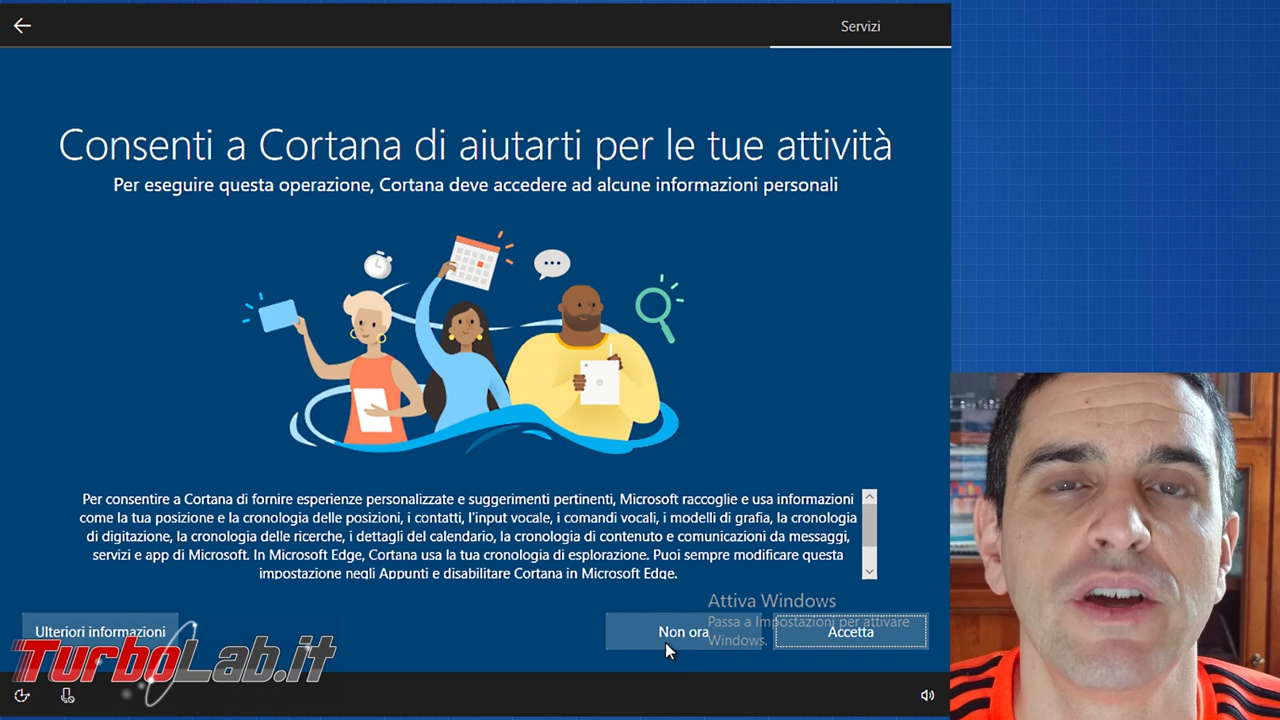 Servizi
Consenti a Cortana di aiutarti per le tue attività
Per eseguire questa operazione, Cortana deve accedere ad alcune informazioni personali
Per consentire a Cortana di fornire esperienze personalizzate e suggerimenti pertinenti, Microsoft raccoglie e usa informazioni
come la tua posizione e la cronologia delle posizioni, i contatti, l'input vocale, i comandi vocali, i modelli di grafia, la cronologia
di digitazione, la cronologia delle ricerche, i dettagli del calendario, la cronologia di contenuto e comunicazioni da messaggi,
servizi e app di Microsoft. In Microsoft Edge, Cortana usa la tua cronologia di esplorazione. Puoi sempre modificare questa
impostazione negli Appunti e disabilitare Cortana in Microsoft Edge.
Attiva Windows
Passa a Impostazioni per attivare
Windows.
Ulteriori informazioni
Non ora
Accetta
TurboLab.it